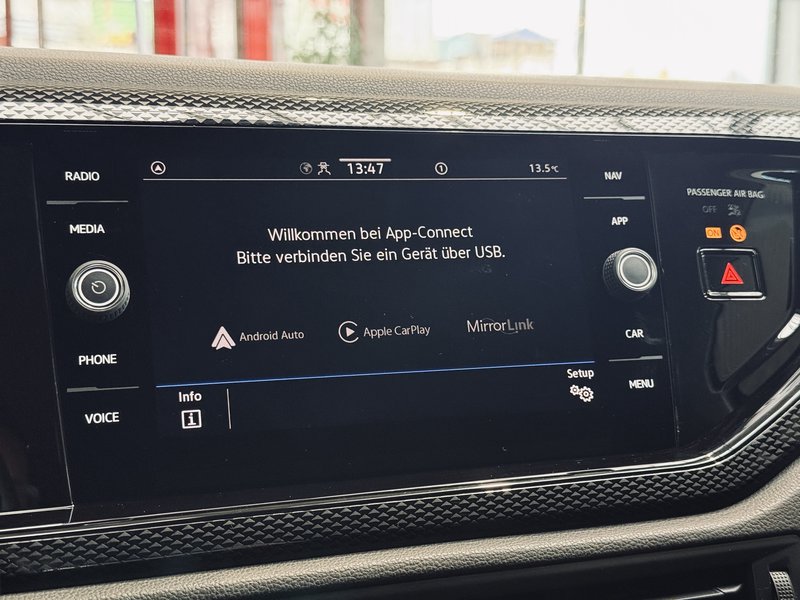 RADIO
MEDIA
PHONE
VOICE
13:47
1
13.5°C
Willkommen bei App-Connect
Bitte verbinden Sie ein Gerät über USB.
Android Auto
Apple CarPlay
MirrorLink
Info
i
Setup
NAV
APP
CAR
MENU
PASSENGER AIR BAG
OFF
ON